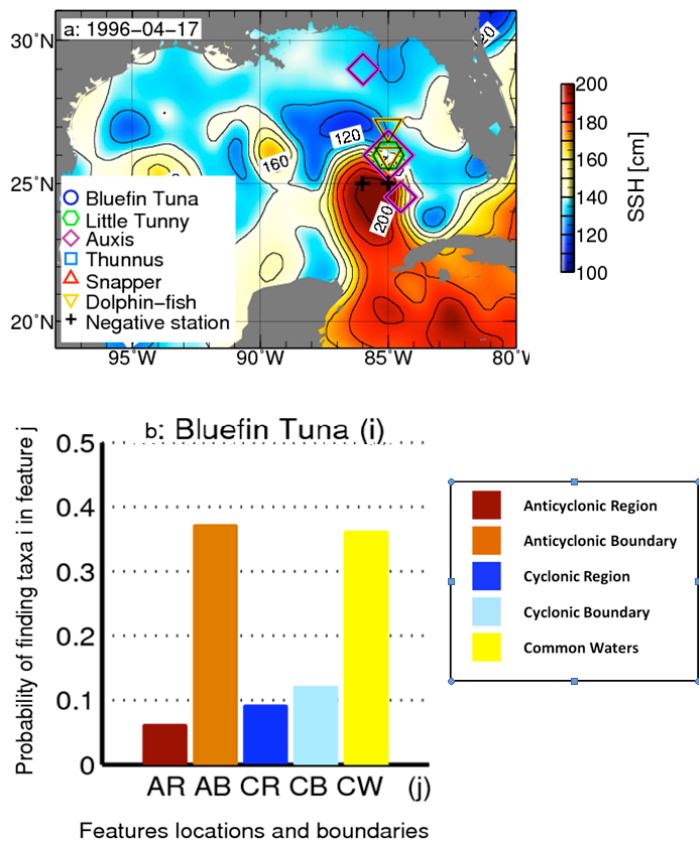 a: 1996-04-17
30°N
25°N
20°N
95°W
90°W
85°W
80°W
120
120
160
200
Bluefin Tuna
Little Tunny
Auxis
Thunnus
Snapper
Dolphin-fish
Negative station
200
180
160
140
120
100
SSH [cm]
b: Bluefin Tuna (i)
Probability of finding taxa i in feature j
0.5
0.4
0.3
0.2
0.1
0
AR AB CR CB CW (j)
Features locations and boundaries
Anticyclonic Region
Anticyclonic Boundary
Cyclonic Region
Cyclonic Boundary
Common Waters